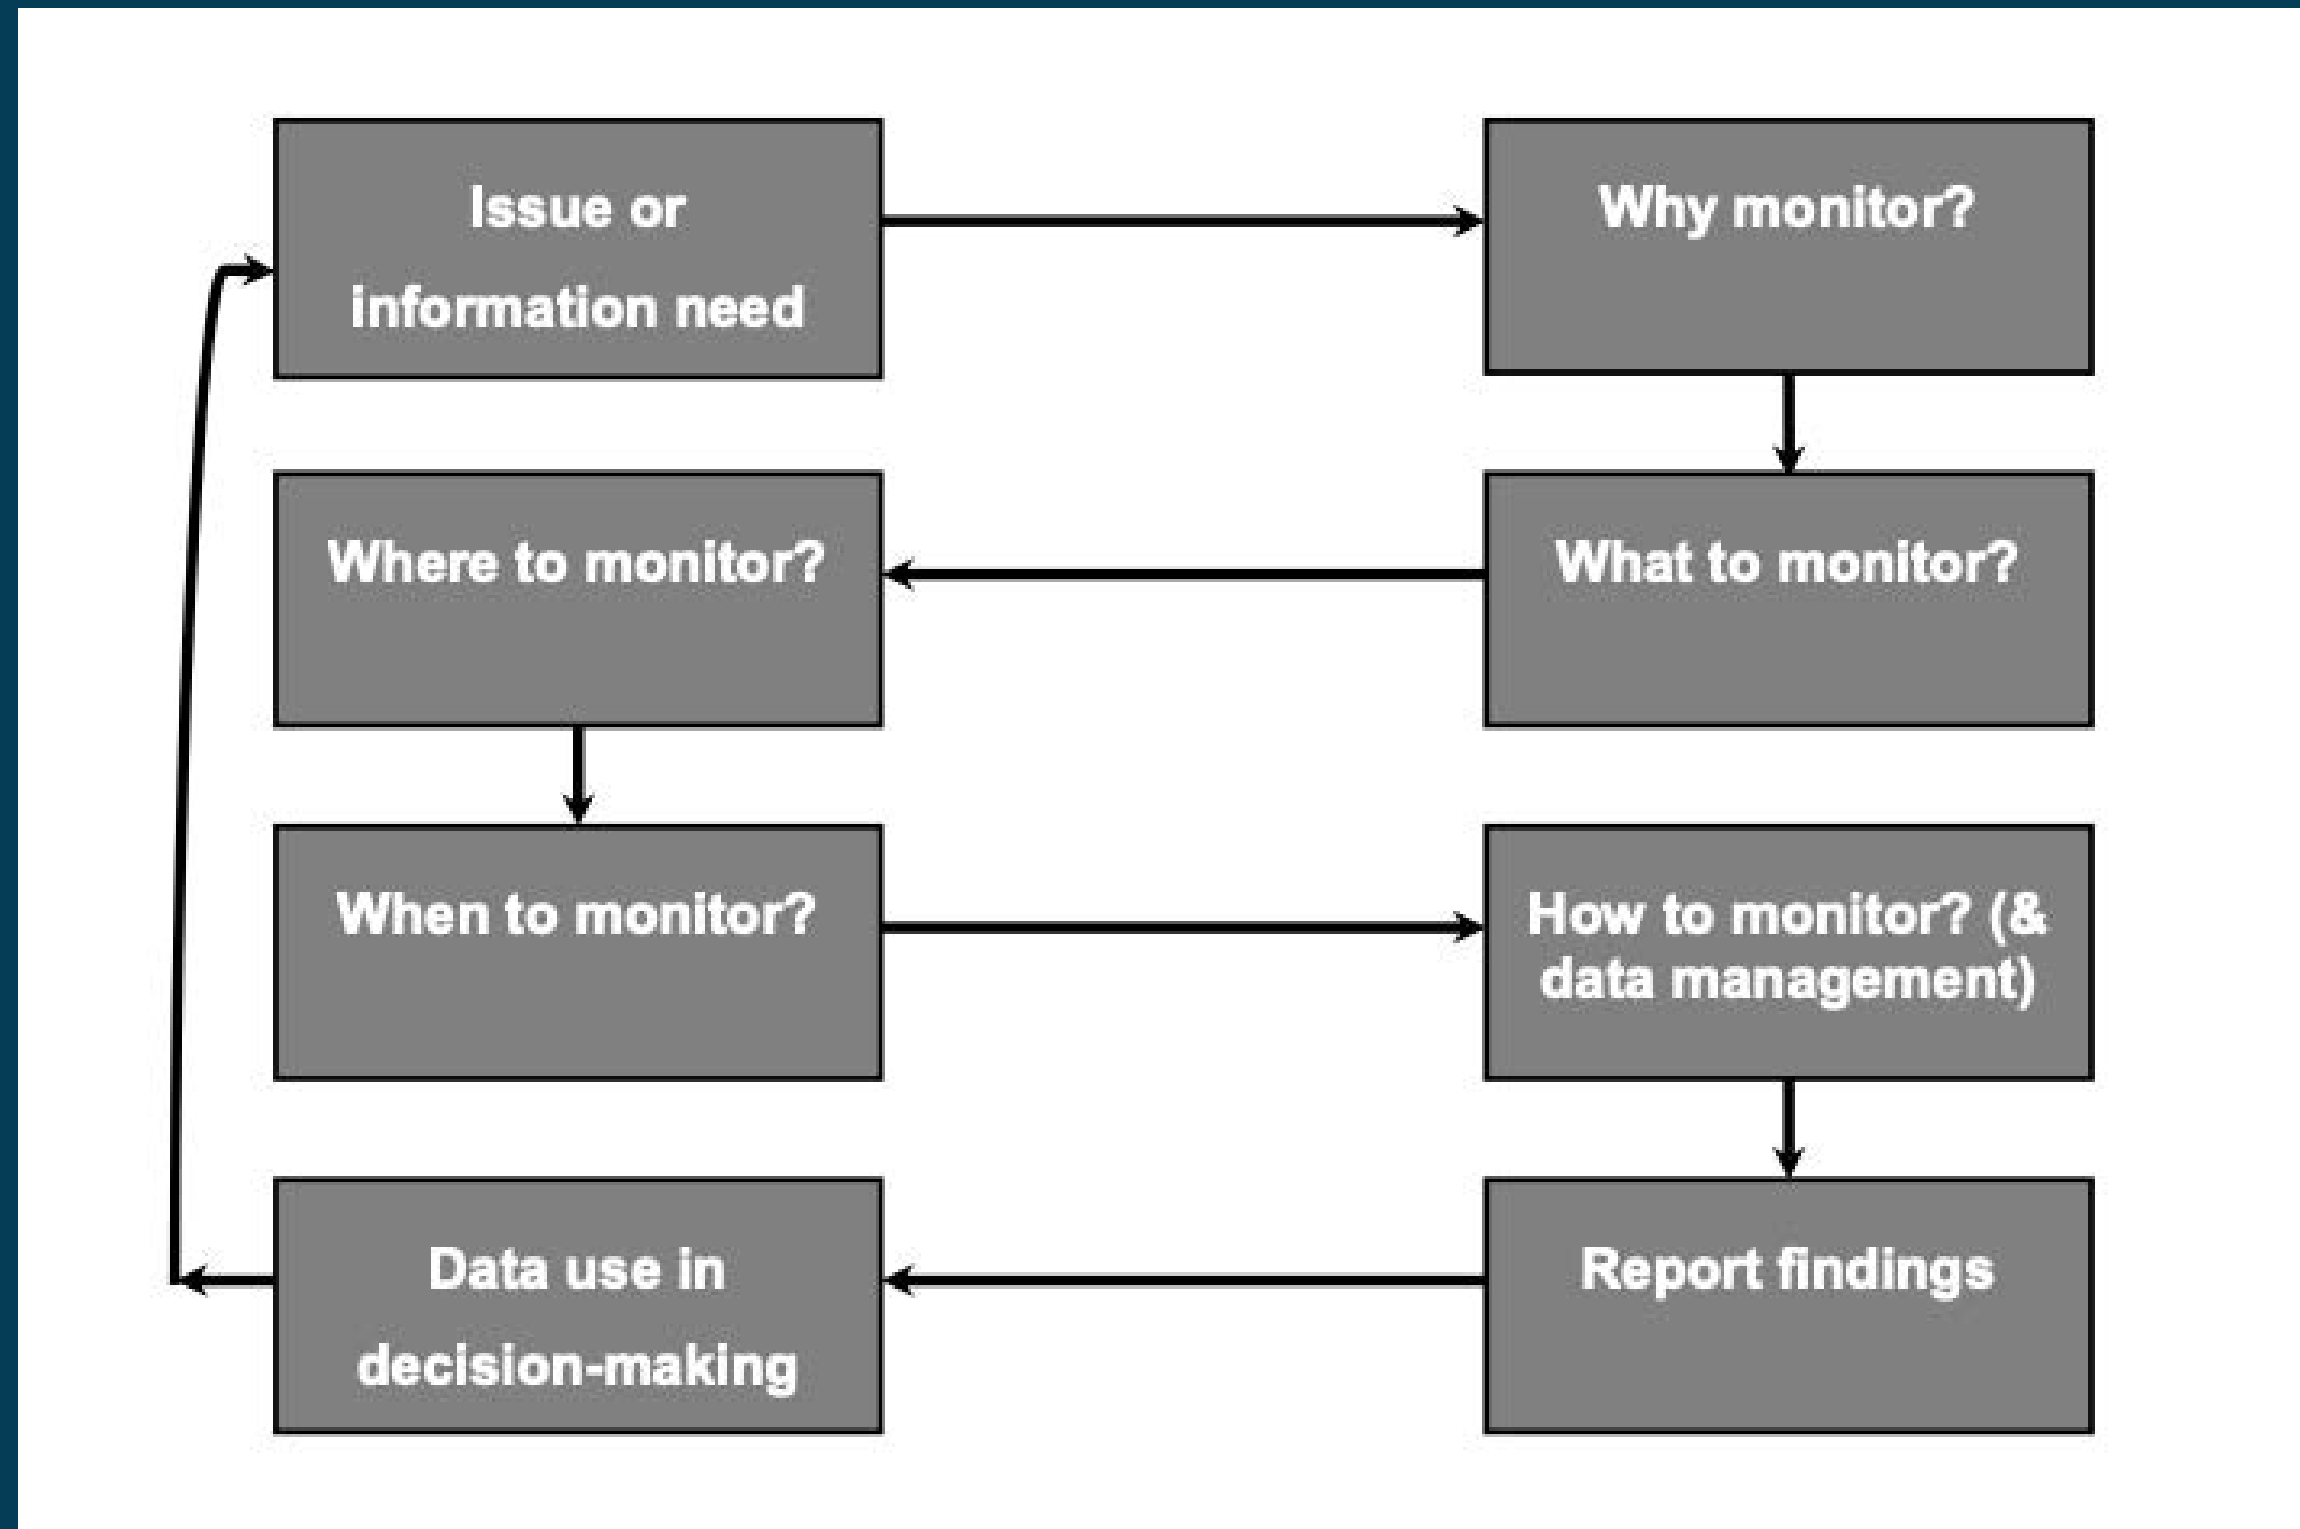 Issue or
information need
Why monitor?
What to monitor?
Where to monitor?
When to monitor?
How to monitor? (&
data management)
Report findings
Data use in
decision-making